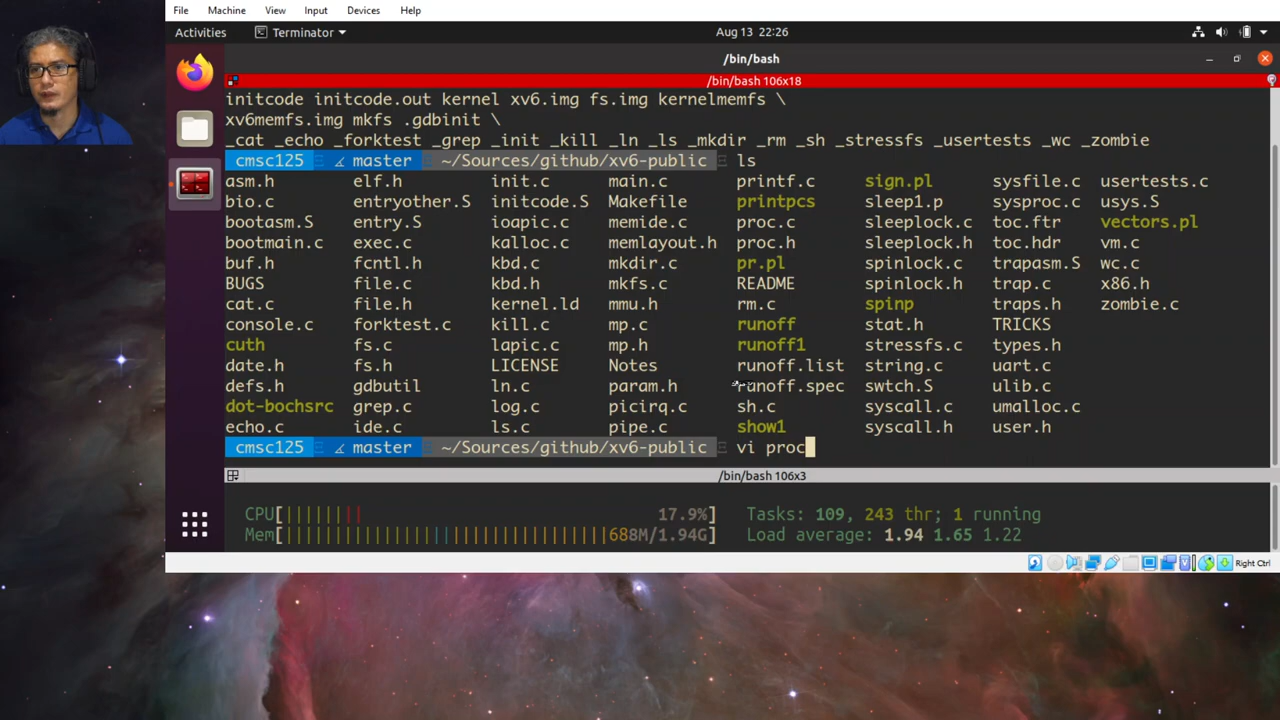 File Machine View Input Devices Help
Activities Terminator Aug 13 22:26
/bin/bash
/bin/bash 106x18
initcode initcode.out kernel xv6.img fs.img kernelmemfs \
xv6memfs.img mkfs .gdbinit \
_cat _echo _forktest _grep _init _kill _ln _ls _mkdir _rm _sh _stressfs _usertests _wc _zombie
cmsc125 master ~/Sources/github/xv6-public ls
asm.h elf.h init.c main.c printf.c sign.pl sysfile.c usertests.c
bio.c entryother.S initcode.S Makefile printpcs sleep1.p sysproc.c usys.S
bootasm.S entry.S ioapic.c memide.c proc.c sleeplock.c toc.ftr vectors.pl
bootmain.c exec.c kalloc.c memlayout.h proc.h sleeplock.h toc.hdr vm.c
buf.h fcntl.h kbd.c mkdir.c pr.pl spinlock.c trapasm.S wc.c
BUGS file.c kbd.h mkfs.c README spinlock.h trap.c x86.h
cat.c file.h kernel.ld mmu.h rm.c spinp traps.h zombie.c
console.c forktest.c kill.c mp.c runoff stat.h TRICKS
cuth fs.c lapic.c mp.h runoff1 stressfs.c types.h
date.h fs.h LICENSE Notes runoff.list string.c uart.c
defs.h gdbutil ln.c param.h runoff.spec swtch.S ulib.c
dot-bochsrc grep.c log.c picirq.c sh.c syscall.c umalloc.c
echo.c ide.c ls.c pipe.c show1 syscall.h user.h
cmsc125 master ~/Sources/github/xv6-public vi proc
/bin/bash 106x3
CPU[|||||||| 17.9%] Tasks: 109, 243 thr; 1 running
Mem[||||||||||||||||||||||||||||||||||688M/1.94G] Load average: 1.94 1.65 1.22
Right Ctrl